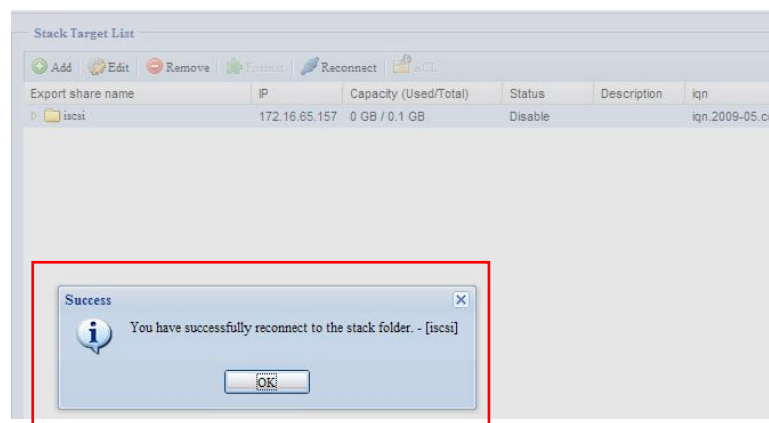 Stack Target List
Add Edit Remove Format Reconnect ACL
Export share name IP Capacity (Used/Total) Status Description iqn
iscsi 172.16.65.157 0 GB / 0.1 GB Disable iqn.2009-05.c
Success
You have successfully reconnect to the stack folder. - [iscsi]
OK